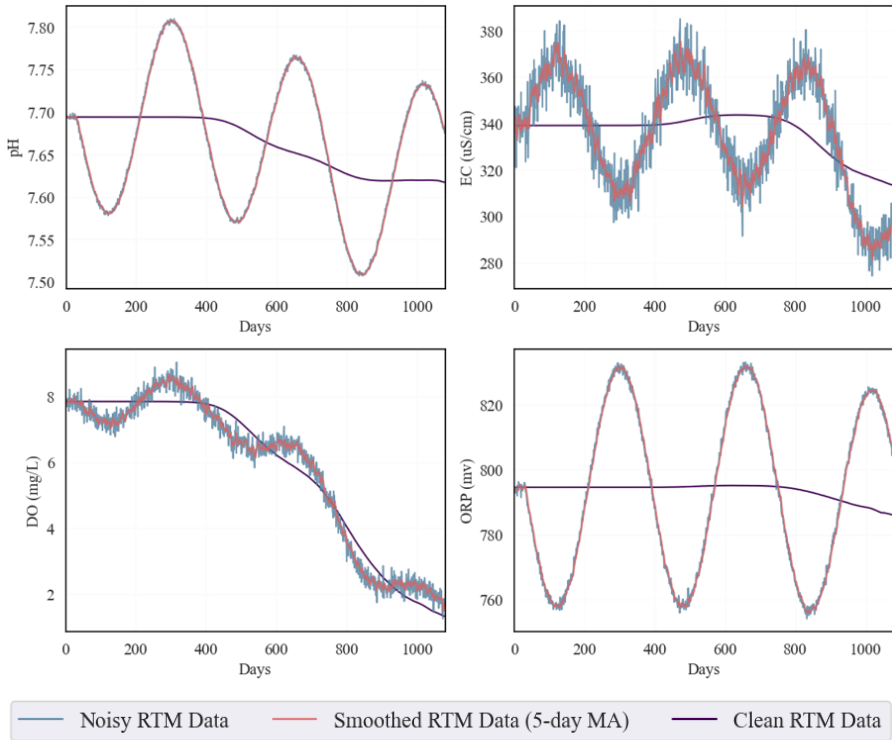 7.80
7.75
7.70
7.65
7.60
7.55
7.50
pH
0 200 400 600 800 1000
Days
380
360
340
320
300
280
EC (uS/cm)
0 200 400 600 800 1000
Days
8
6
4
2
DO (mg/L)
0 200 400 600 800 1000
Days
820
800
780
760
ORP (mv)
0 200 400 600 800 1000
Days
Noisy RTM Data Smoothed RTM Data (5-day MA) Clean RTM Data